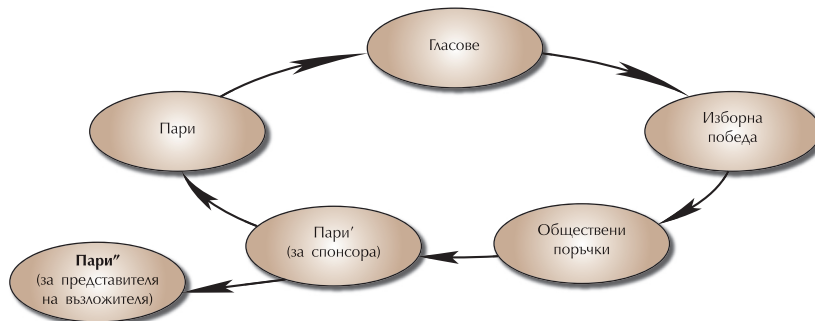 Гласове
Пари
Изборна
победа
Обществени
поръчки
Пари'
(за спонсора)
Пари"
(за представителя
на възложителя)